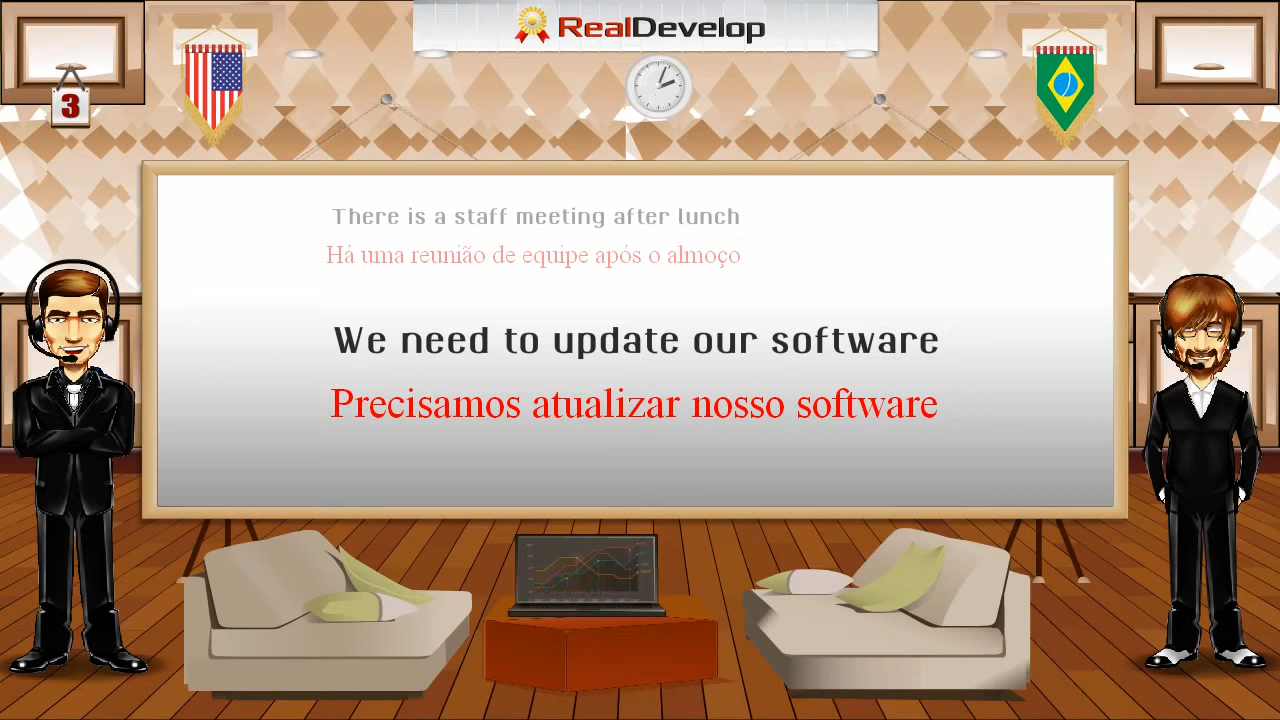 RealDevelop
3
There is a staff meeting after lunch
Há uma reunião de equipe após o almoço
We need to update our software
Precisamos atualizar nosso software